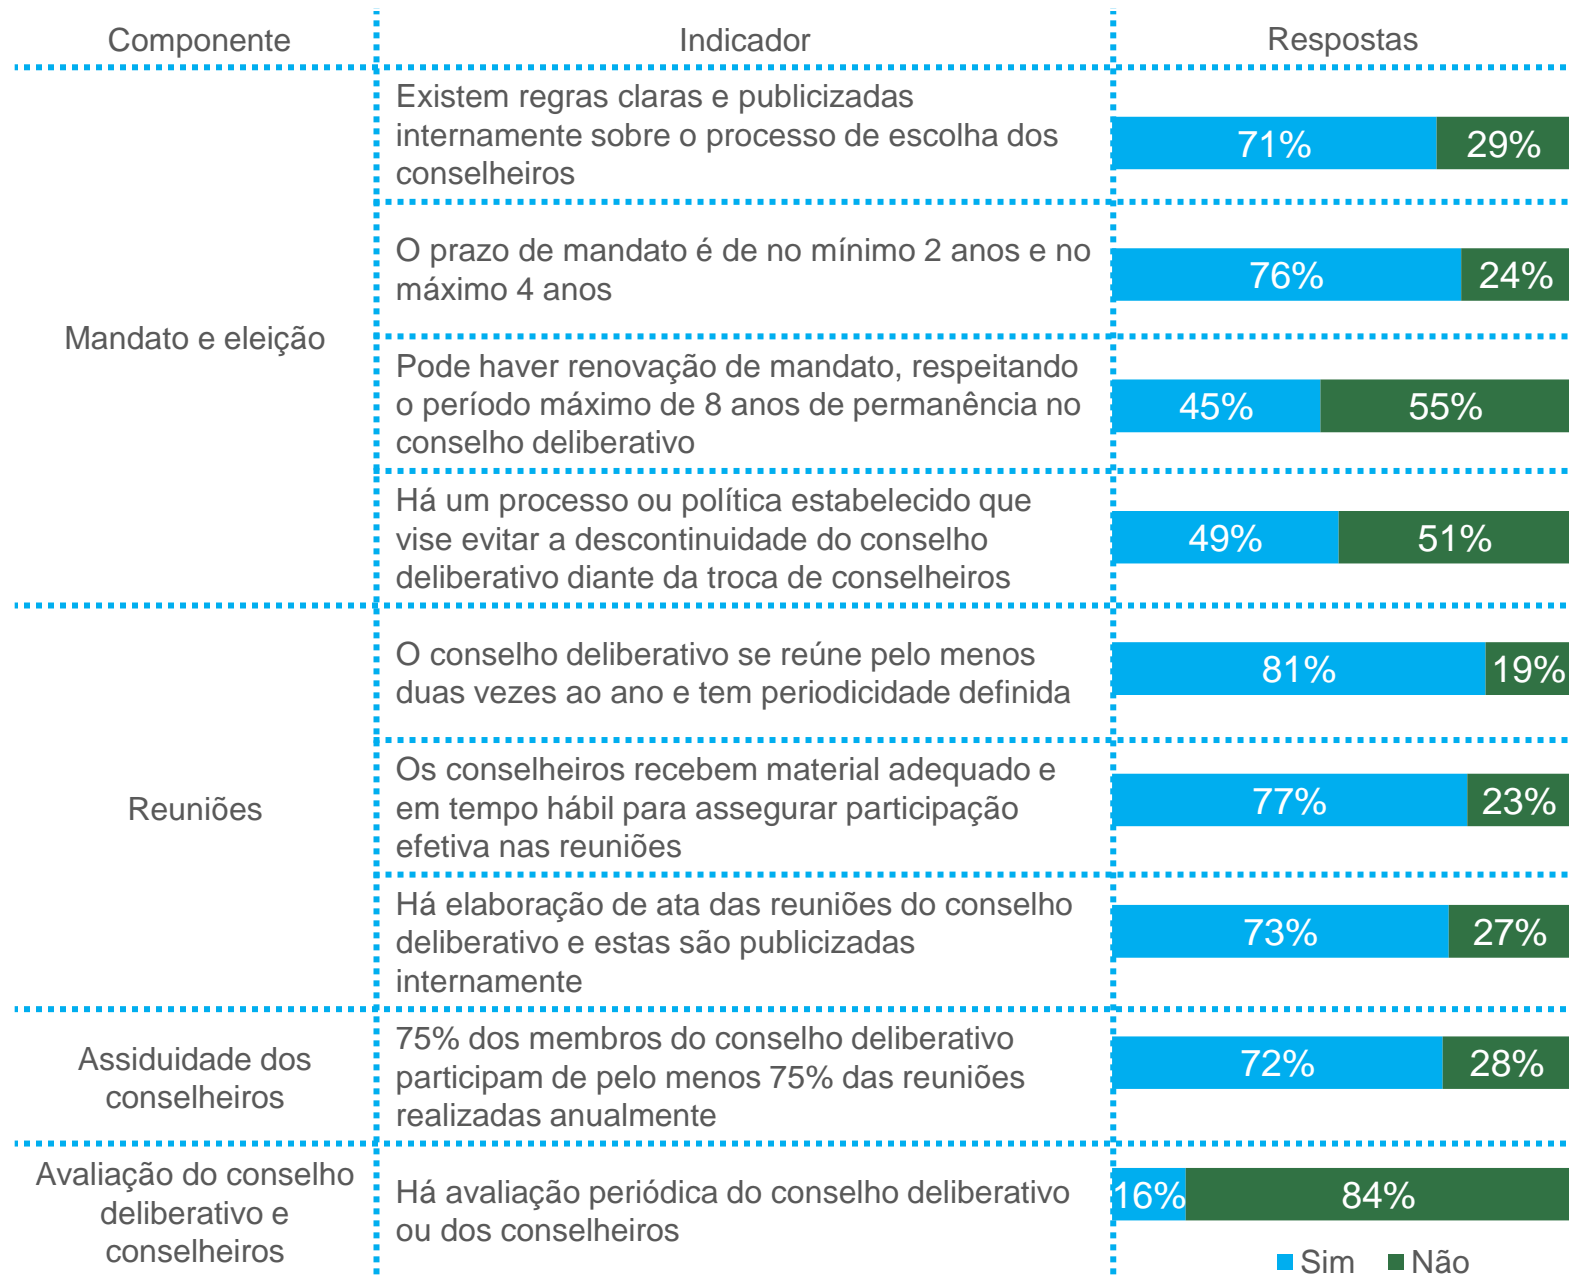 Componente
Indicador
Respostas
Mandato e eleição
Existem regras claras e publicizadas
internamente sobre o processo de escolha dos
conselheiros
71%
29%
O prazo de mandato é de no mínimo 2 anos e no
máximo 4 anos
76%
24%
Pode haver renovação de mandato, respeitando
o período máximo de 8 anos de permanência no
conselho deliberativo
45%
55%
Há um processo ou política estabelecido que
vise evitar a descontinuidade do conselho
deliberativo diante da troca de conselheiros
49%
51%
Reuniões
O conselho deliberativo se reúne pelo menos
duas vezes ao ano e tem periodicidade definida
81%
19%
Os conselheiros recebem material adequado e
em tempo hábil para assegurar participação
efetiva nas reuniões
77%
23%
Há elaboração de ata das reuniões do conselho
deliberativo e estas são publicizadas
internamente
73%
27%
Assiduidade dos
conselheiros
75% dos membros do conselho deliberativo
participam de pelo menos 75% das reuniões
realizadas anualmente
72%
28%
Avaliação do conselho
deliberativo e
conselheiros
Há avaliação periódica do conselho deliberativo
ou dos conselheiros
16%
84%
Sim
Não